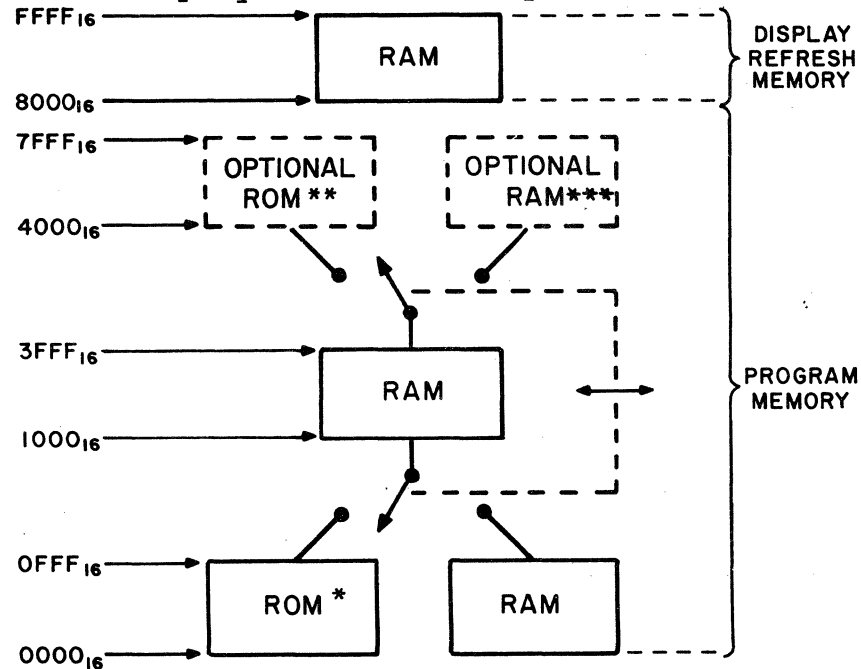 FFFF16
RAM
DISPLAY
REFRESH
MEMORY
800016
7FFF16
OPTIONAL
ROM **
OPTIONAL
RAM***
400016
3FFF16
RAM
PROGRAM
MEMORY
100016
0FFF16
ROM *
RAM
000016